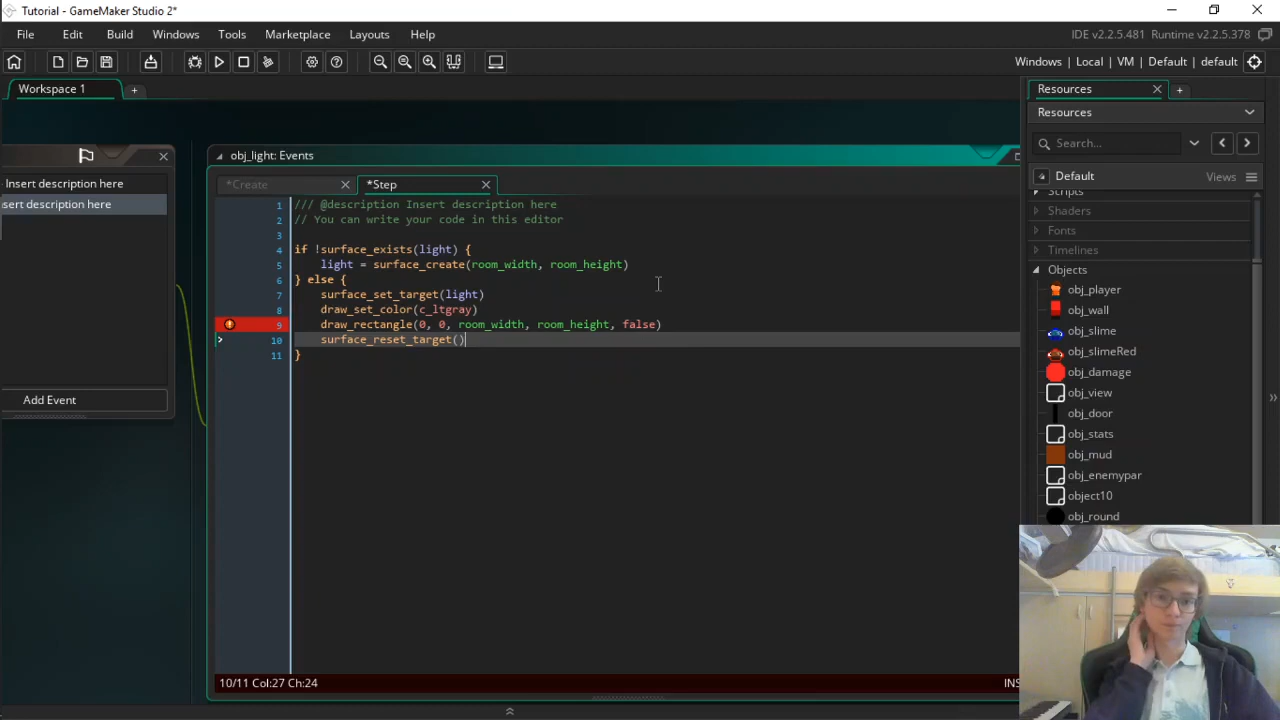 Tutorial - GameMaker Studio 2*
File Edit Build Windows Tools Marketplace Layouts Help
IDE v2.2.5.481 Runtime v2.2.5.378
Windows | Local | VM | Default | default
Workspace 1
Resources
Resources
Search...
Default
Views
Scripts
Shaders
Fonts
Timelines
Objects
obj_player
obj_wall
obj_slime
obj_slimeRed
obj_damage
obj_view
obj_door
obj_stats
obj_mud
obj_enemypar
object10
obj_round
Insert description here
nsert description here
Add Event
obj_light: Events
*Create
*Step
1 /// @description Insert description here
2 // You can write your code in this editor
3
4 if !surface_exists(light) {
5 light = surface_create(room_width, room_height)
6 } else {
7 surface_set_target(light)
8 draw_set_color(c_ltgray)
9 draw_rectangle(0, 0, room_width, room_height, false)
10 surface_reset_target()
11 }
10/11 Col:27 Ch:24
INS